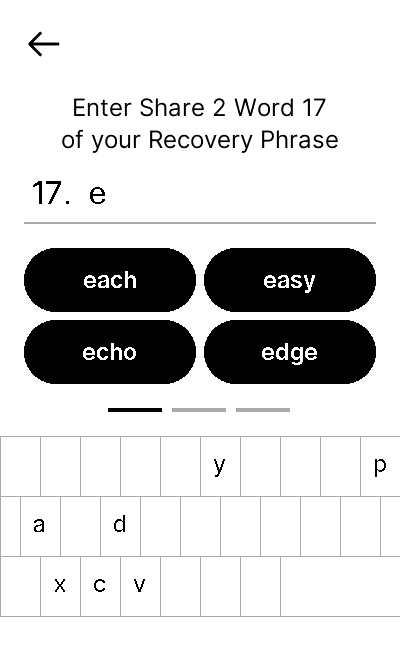 Enter Share 2 Word 17
of your Recovery Phrase
17. e
each easy
echo edge
y p
a d
x c v